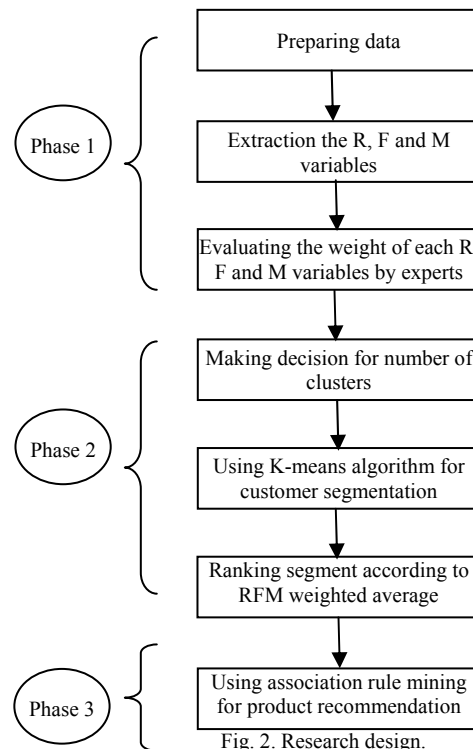 Preparing data
Phase 1
Extraction the R, F and M
variables
Evaluating the weight of each R
F and M variables by experts
Making decision for number of
clusters
Phase 2
Using K-means algorithm for
customer segmentation
Ranking segment according to
RFM weighted average
Using association rule mining
for product recommendation
Phase 3
Fig. 2. Research design.